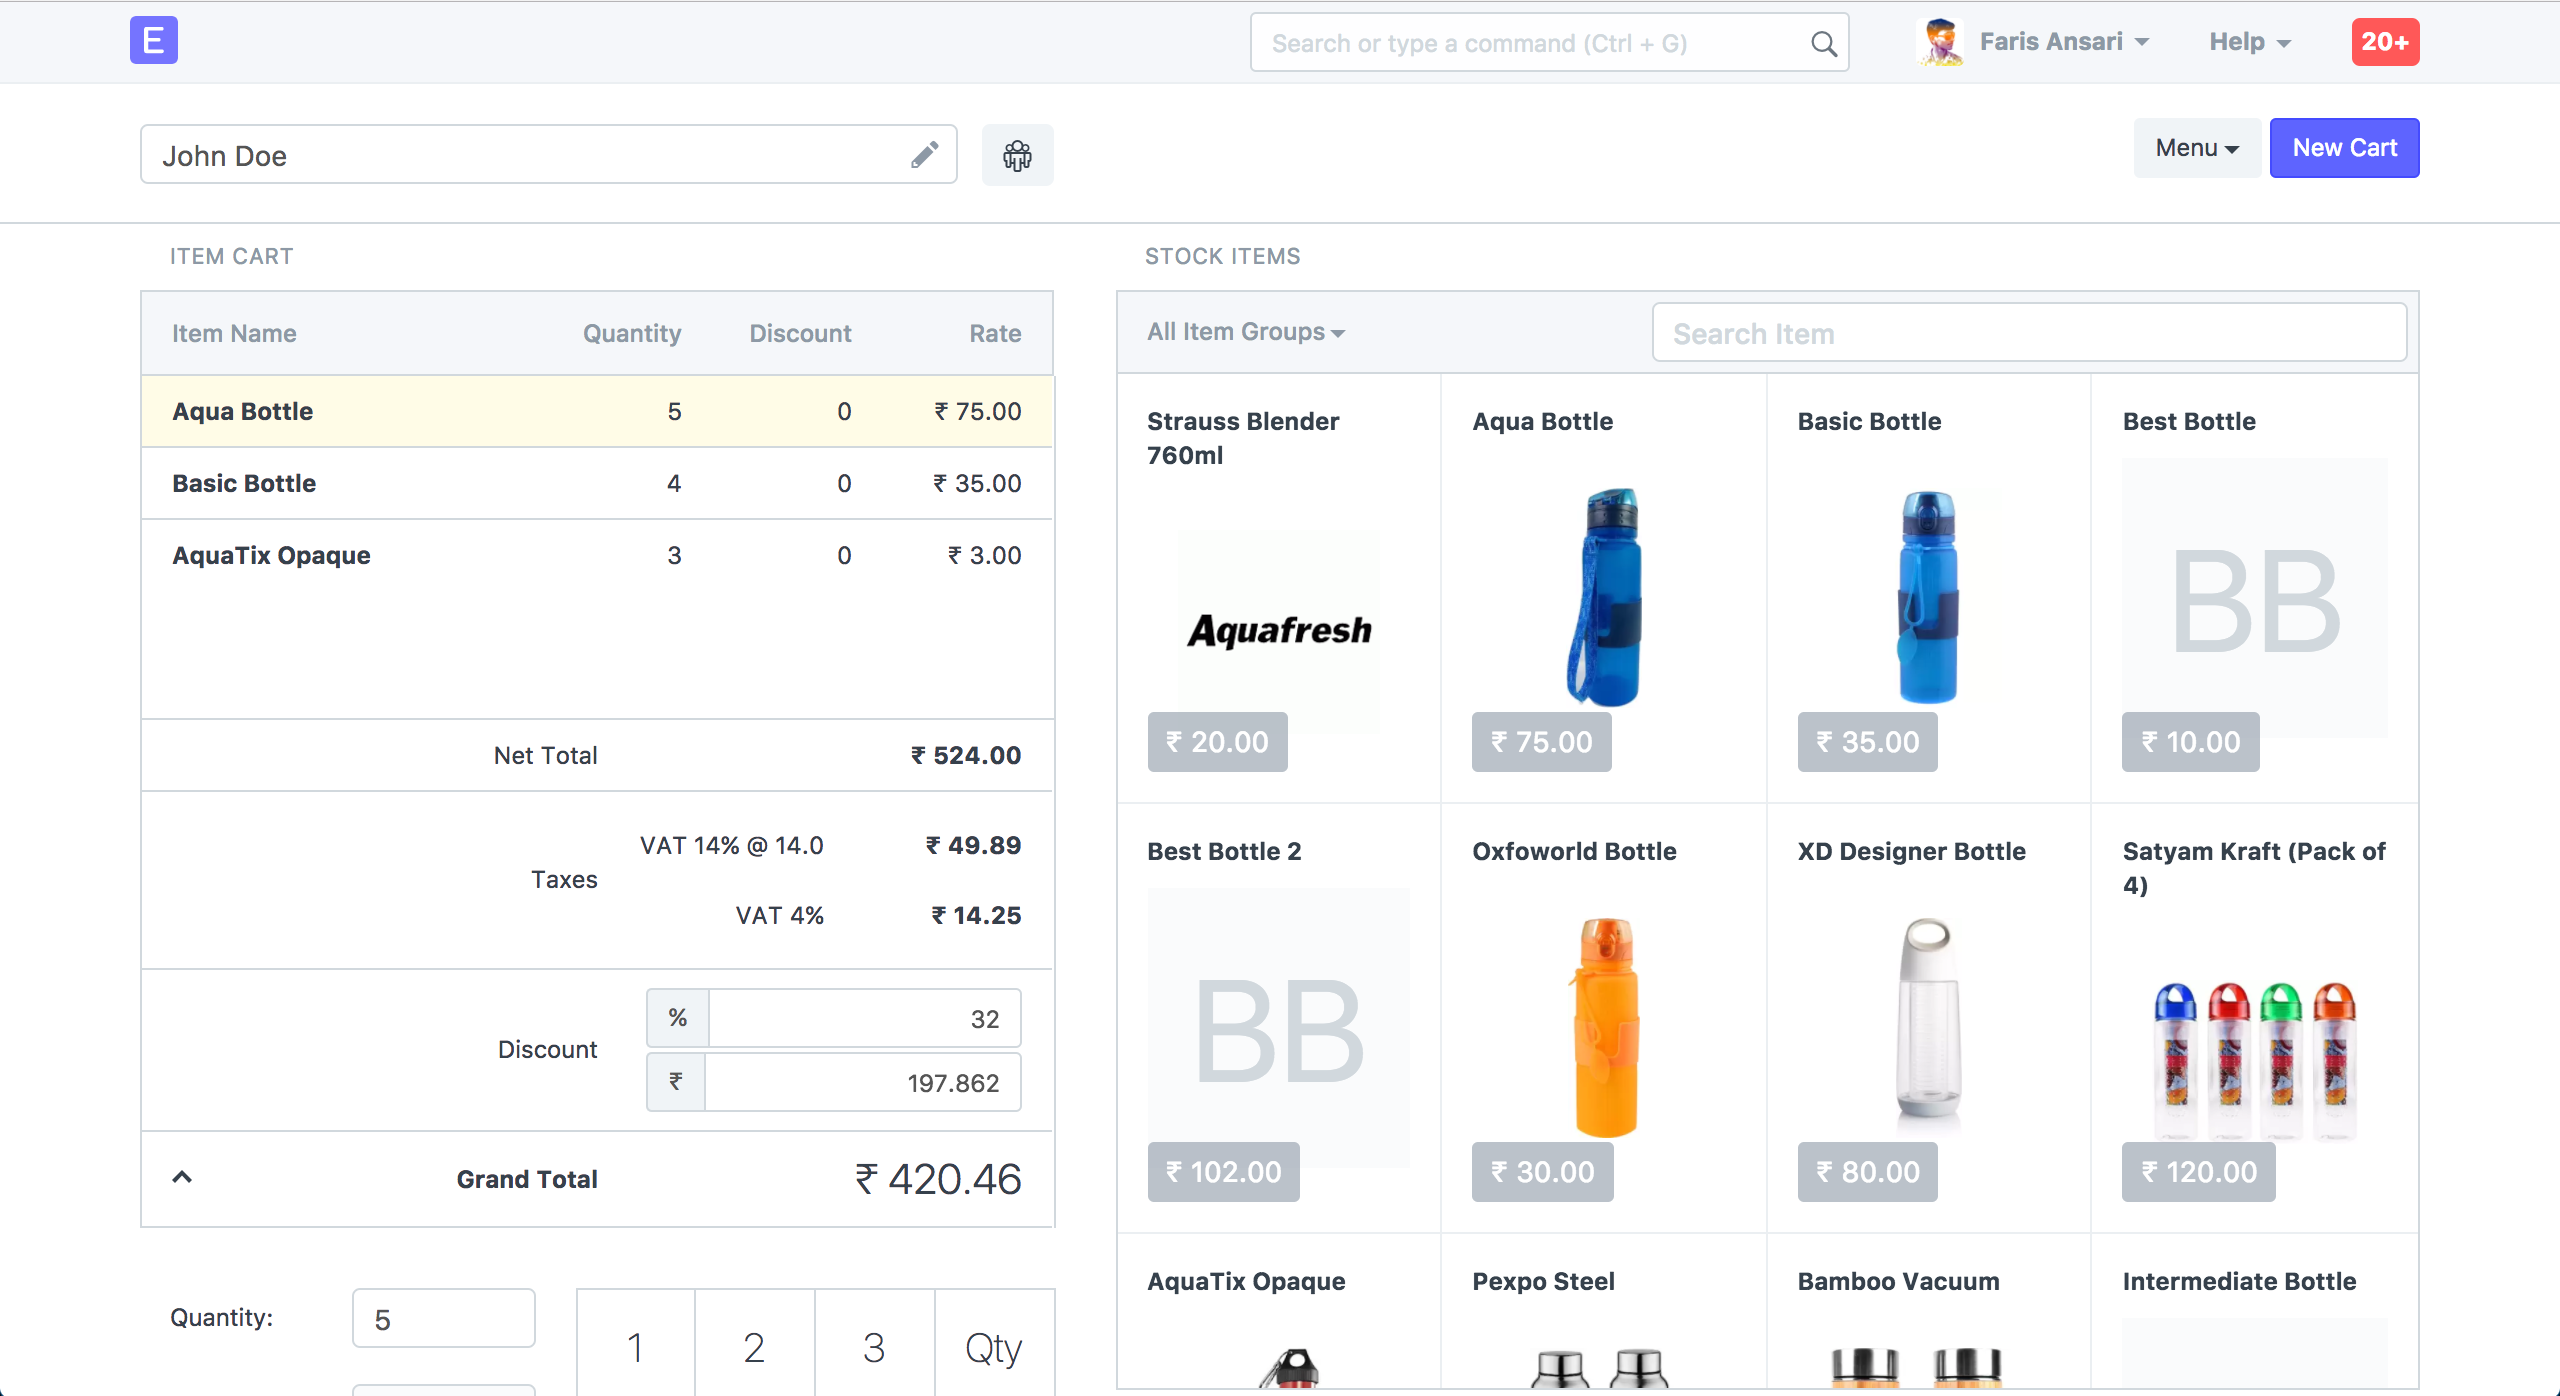 E
Search or type a command (Ctrl + G)
Faris Ansari
Help
20+
John Doe
Menu
New Cart
ITEM CART
Item Name Quantity Discount Rate
Aqua Bottle 5 0 ₹ 75.00
Basic Bottle 4 0 ₹ 35.00
AquaTix Opaque 3 0 ₹ 3.00
Net Total ₹ 524.00
Taxes
VAT 14% @ 14.0 ₹ 49.89
VAT 4% ₹ 14.25
Discount
% 32
₹ 197.862
Grand Total ₹ 420.46
Quantity: 5
1 2 3 Qty
STOCK ITEMS
All Item Groups
Search Item
Strauss Blender
760ml
Aquafresh
₹ 20.00
Aqua Bottle
₹ 75.00
Basic Bottle
₹ 35.00
Best Bottle
BB
₹ 10.00
Best Bottle 2
BB
₹ 102.00
Oxfoworld Bottle
₹ 30.00
XD Designer Bottle
₹ 80.00
Satyam Kraft (Pack of
4)
₹ 120.00
AquaTix Opaque
Pexpo Steel
Bamboo Vacuum
Intermediate Bottle